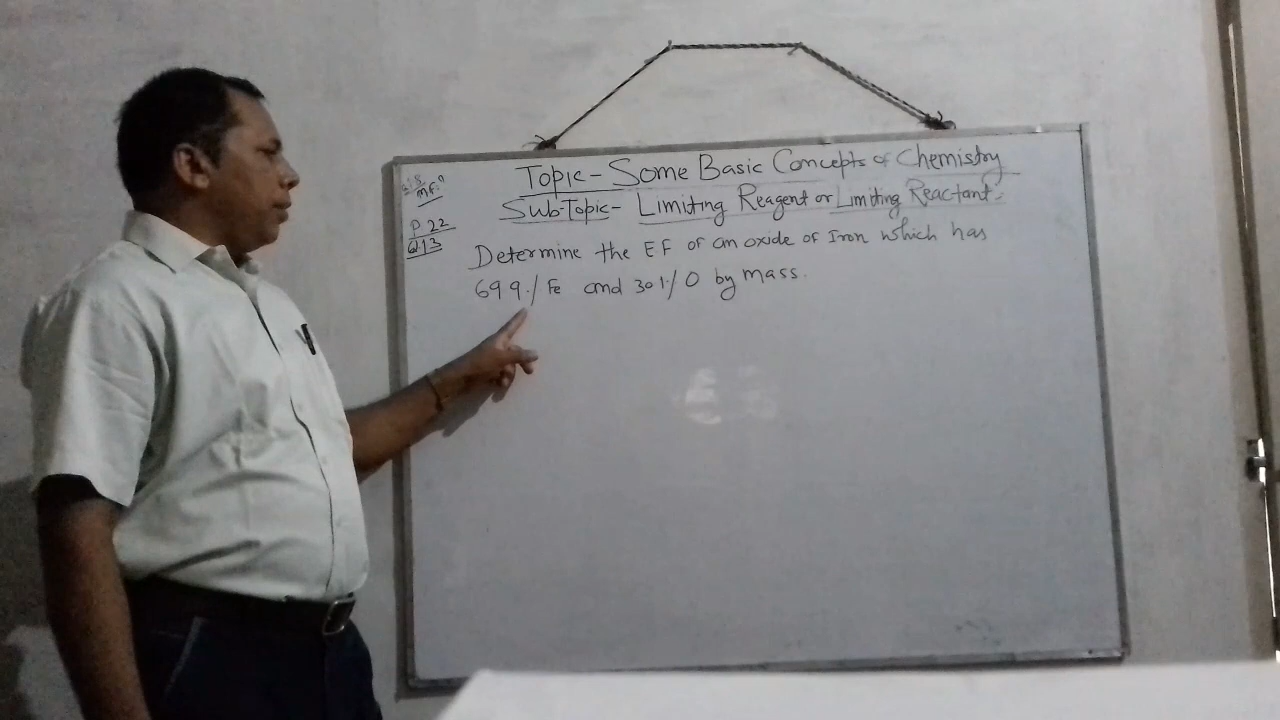 Topic - Some Basic Concepts of Chemistry
Sub-Topic - Limiting Reagent or Limiting Reactant.
P. 22
Q13
Determine the EF of an oxide of Iron which has
69.9.% Fe and 30.1.% O by mass.